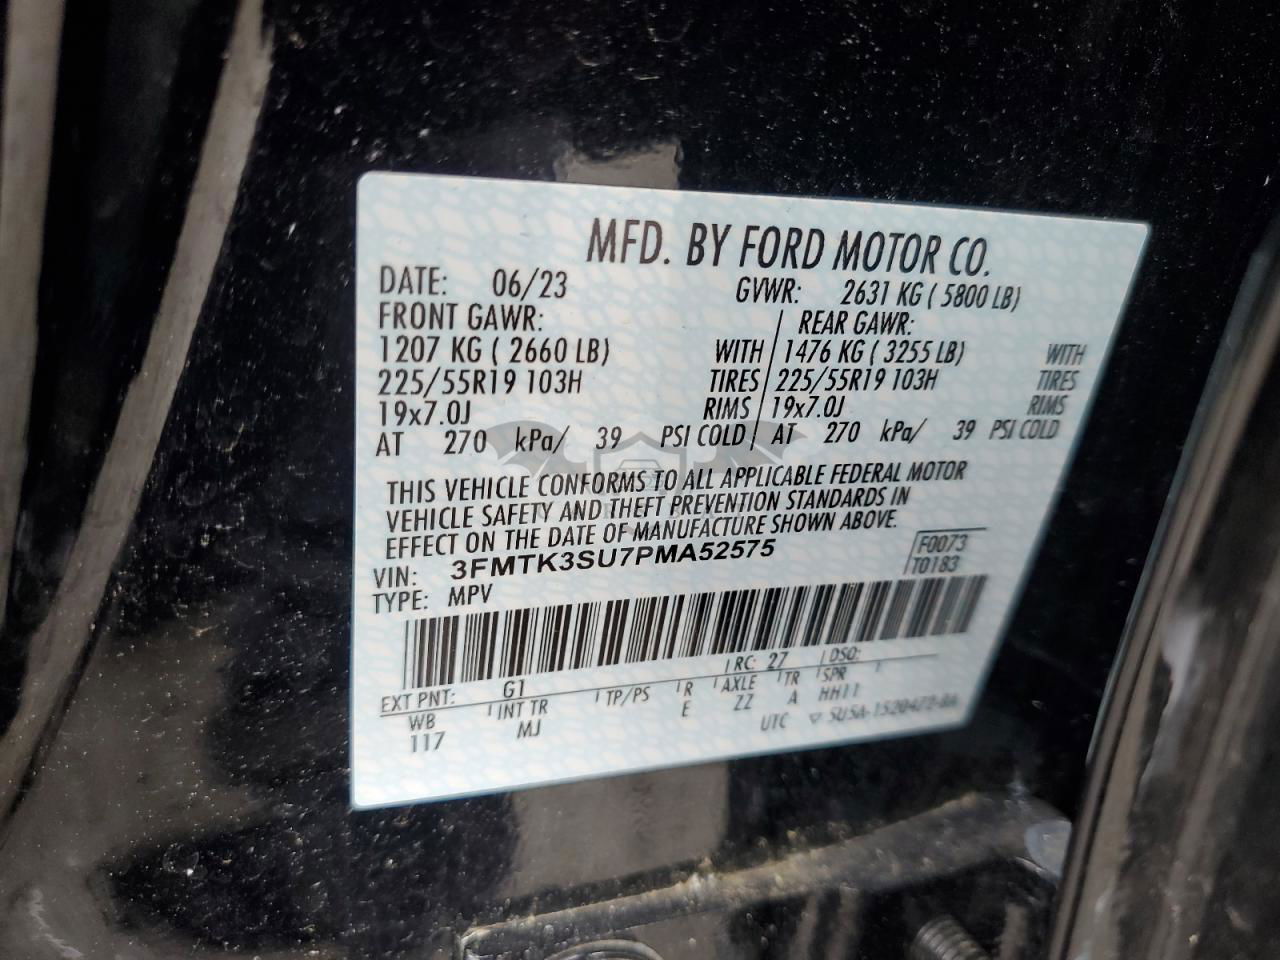 MFD. BY FORD MOTOR CO.
DATE: 06/23 GVWR: 2631 KG ( 5800 LB)
FRONT GAWR: REAR GAWR:
1207 KG ( 2660 LB) WITH 1476 KG ( 3255 LB) WITH
225/55R19 103H TIRES 225/55R19 103H TIRES
19x7.0J RIMS 19x7.0J RIMS
AT 270 kPa/ 39 PSI COLD AT 270 kPa/ 39 PSI COLD
THIS VEHICLE CONFORMS TO ALL APPLICABLE FEDERAL MOTOR
VEHICLE SAFETY AND THEFT PREVENTION STANDARDS IN
EFFECT ON THE DATE OF MANUFACTURE SHOWN ABOVE.
VIN: 3FMTK3SU7PMA52575 F0073
TYPE: MPV T0183
EXT PNT: G1 RC: 27 DSO:
WB INT TR TP/PS R AXLE TR SPR
117 MJ E ZZ A HH11
UTC